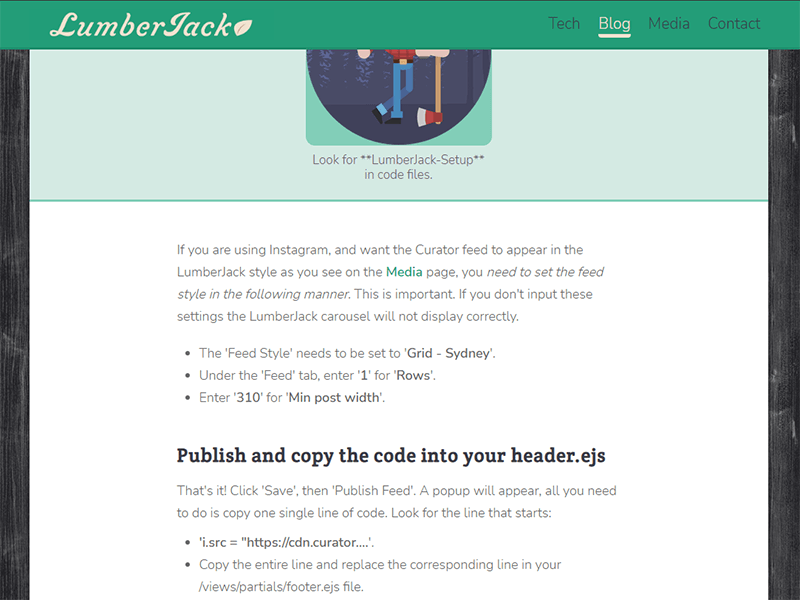 LumberJack
Tech Blog Media Contact
Look for **LumberJack-Setup**
in code files.
If you are using Instagram, and want the Curator feed to appear in the
LumberJack style as you see on the Media page, you need to set the feed
style in the following manner. This is important. If you don't input these
settings the LumberJack carousel will not display correctly.
• The 'Feed Style' needs to be set to 'Grid - Sydney'.
• Under the 'Feed' tab, enter '1' for 'Rows'.
• Enter '310' for 'Min post width'.
Publish and copy the code into your header.ejs
That's it! Click 'Save', then 'Publish Feed'. A popup will appear, all you need
to do is copy one single line of code. Look for the line that starts:
• 'i.src = "https://cdn.curator....'.
• Copy the entire line and replace the corresponding line in your
/views/partials/footer.ejs file.